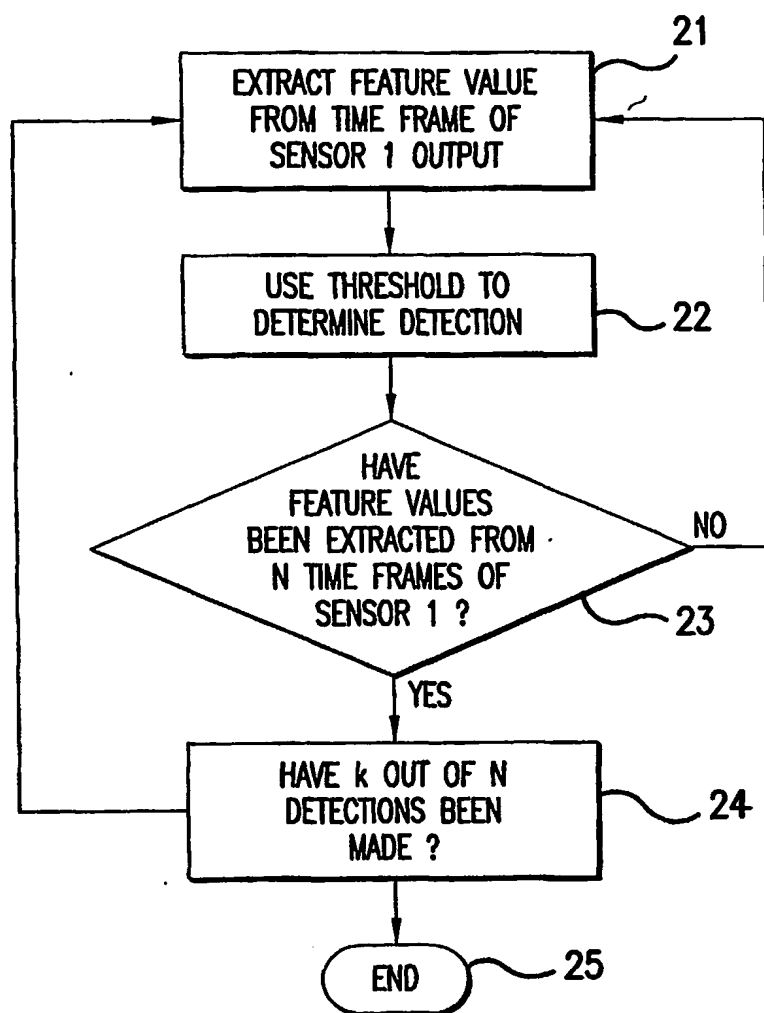 21
EXTRACT FEATURE VALUE
FROM TIME FRAME OF
SENSOR 1 OUTPUT
USE THRESHOLD TO
DETERMINE DETECTION
22
HAVE
FEATURE VALUES
BEEN EXTRACTED FROM
N TIME FRAMES OF
SENSOR 1 ?
NO
23
YES
HAVE k OUT OF N
DETECTIONS BEEN
MADE ?
24
END
25